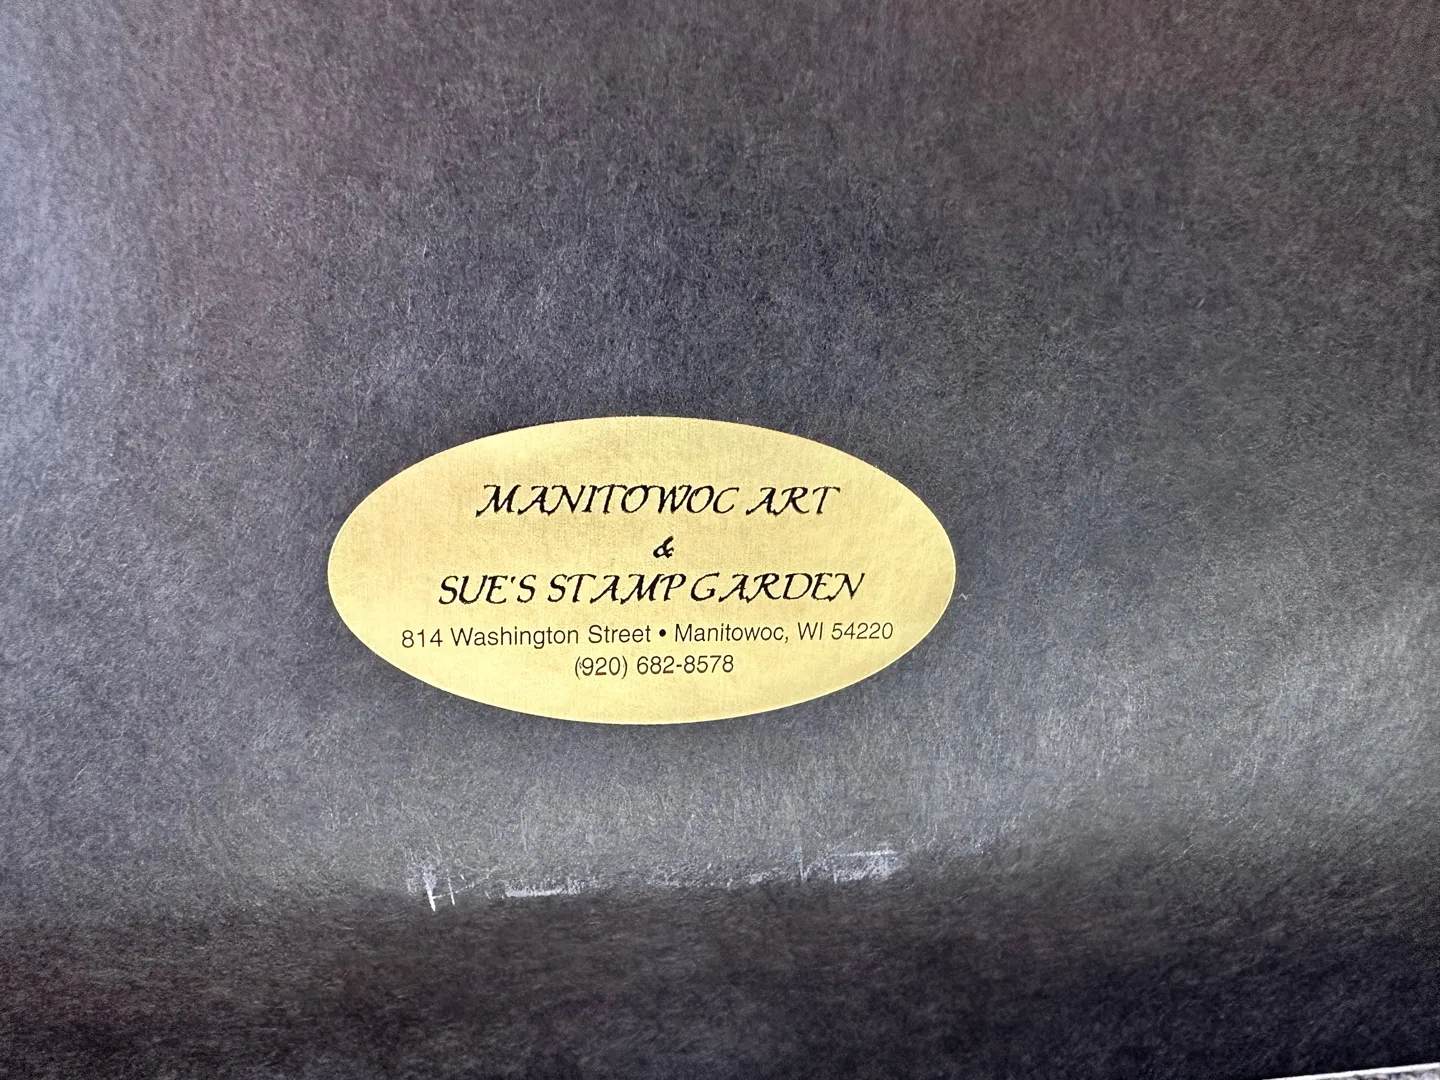 MANITOWOC ART
&
SUE'S STAMP GARDEN
814 Washington Street • Manitowoc, WI 54220
(920) 682-8578